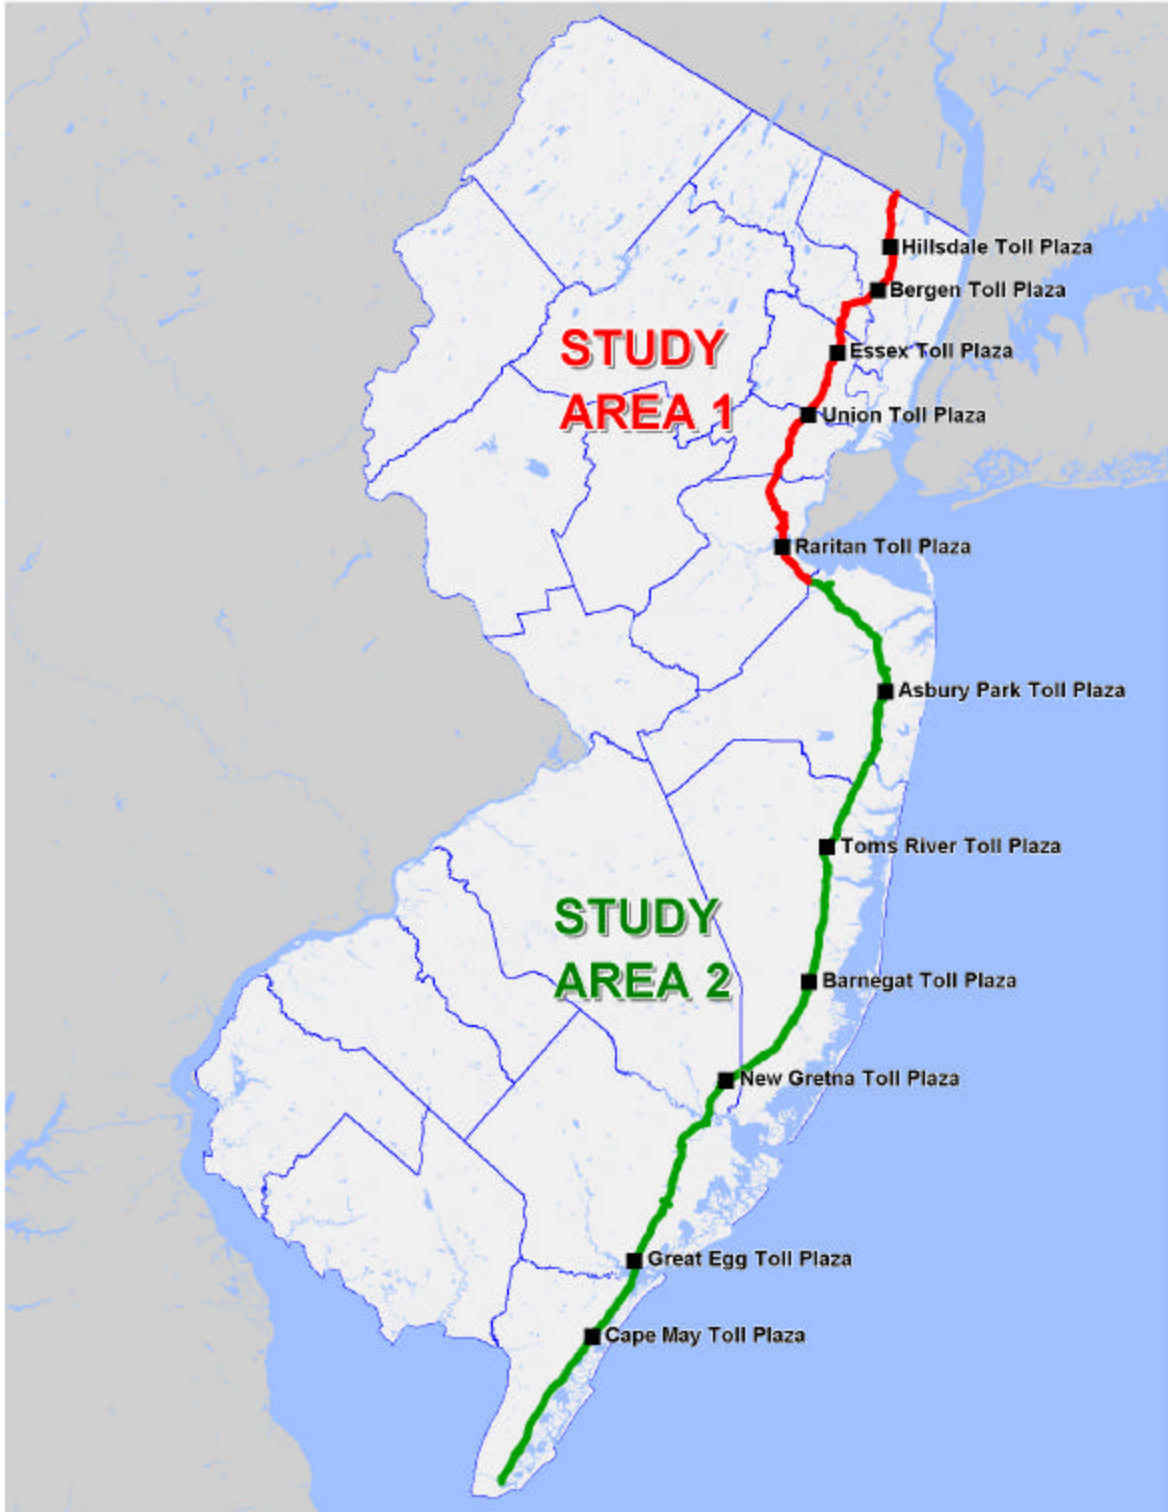 Hillsdale Toll Plaza
Bergen Toll Plaza
STUDY
AREA 1
Essex Toll Plaza
Union Toll Plaza
Raritan Toll Plaza
Asbury Park Toll Plaza
Toms River Toll Plaza
STUDY
AREA 2
Barnegat Toll Plaza
New Gretna Toll Plaza
Great Egg Toll Plaza
Cape May Toll Plaza